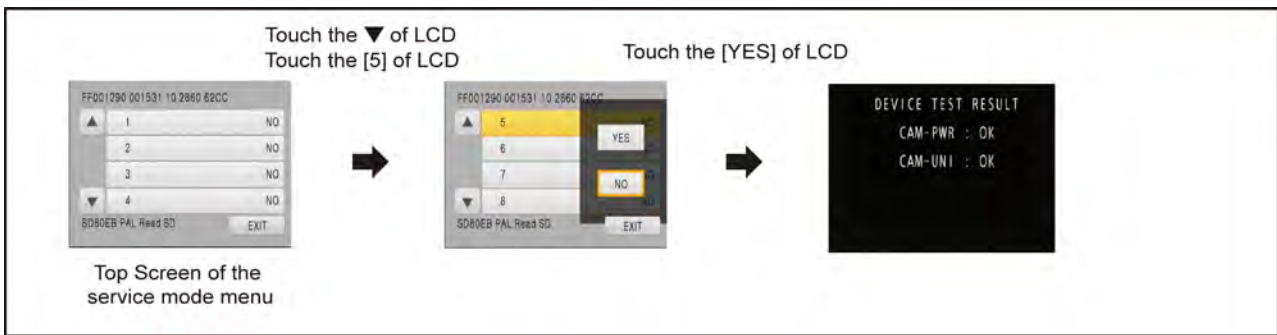 Touch the ▼ of LCD
Touch the [5] of LCD
Touch the [YES] of LCD
FF001290 001531 10 2860 62CC
▲ 1 NO
2 NO
3 NO
▼ 4 NO
SD80EB PAL Read SD EXIT
Top Screen of the
service mode menu
FF001290 001531 10 2860 62CC
▲ 5
YES
6
7
NO
▼ 8
SD80EB PAL Read SD EXIT
DEVICE TEST RESULT
CAM-PWR : OK
CAM-UNI : OK